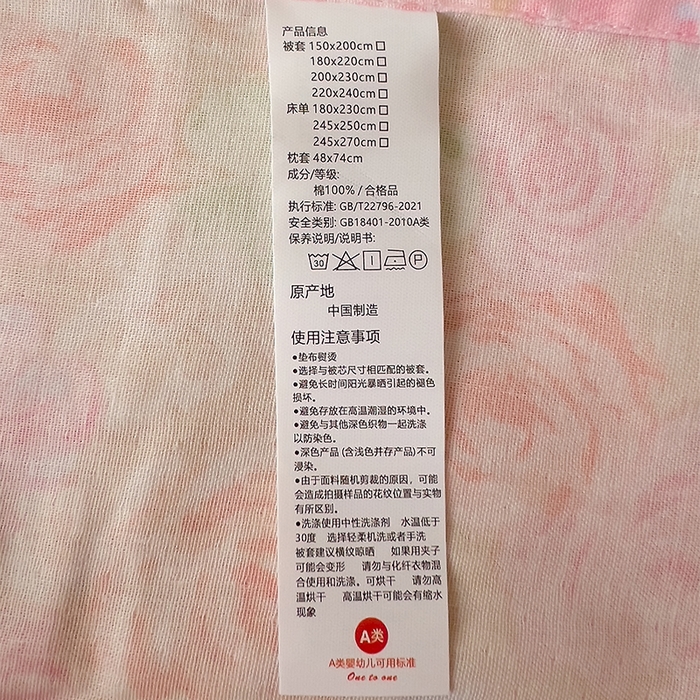 产品信息
被套 150x200cm□
180x220cm□
200x230cm□
220x240cm□
床单 180x230cm□
245x250cm□
245x270cm□
枕套 48x74cm
成分/等级:
棉100% / 合格品
执行标准: GB/T22796-2021
安全类别: GB18401-2010A类
保养说明/说明书:
30 P
原产地
中国制造
使用注意事项
●垫布熨烫
●选择与被芯尺寸相匹配的被套。
●避免长时间阳光暴晒引起的褪色
损坏。
●避免存放在高温潮湿的环境中。
●避免与其他深色织物一起洗涤
以防染色。
●深色产品 (含浅色并存产品)不可
浸染。
●由于面料随机剪裁的原因，可能
会造成拍摄样品的花纹位置与实物
有所区别。
●洗涤使用中性洗涤剂 水温低于
30度 选择轻柔机洗或者手洗
被套建议横纹晾晒 如果用夹子
可能会变形 请勿与化纤衣物混
合使用和洗涤。可烘干 请勿高
温烘干 高温烘干可能会有缩水
现象
A类
A类婴幼儿可用标准
One to one